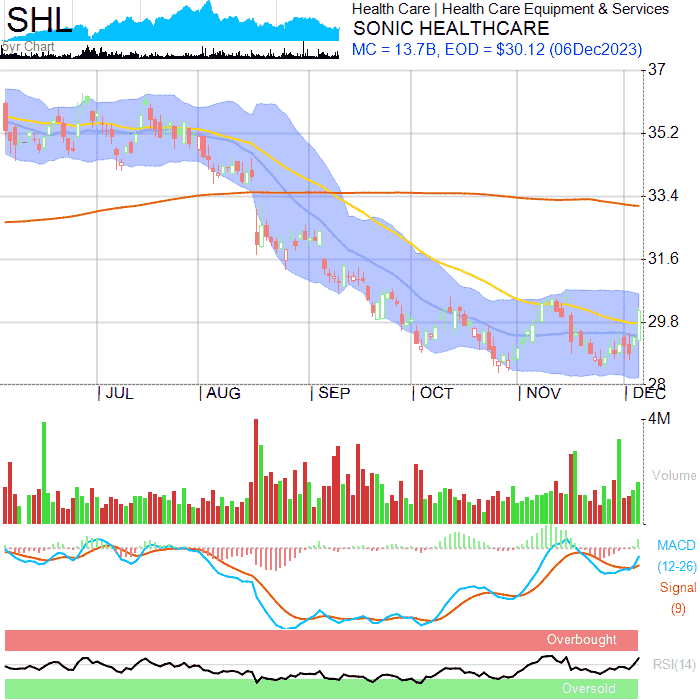 SHL
5yr Chart
Health Care | Health Care Equipment & Services
SONIC HEALTHCARE
MC = 13.7B, EOD = $30.12 (06Dec2023)
37
35.2
33.4
31.6
29.8
28
JUL
AUG
SEP
OCT
NOV
DEC
4M
Volume
MACD
(12-26)
Signal
(9)
Overbought
RSI(14)
Oversold